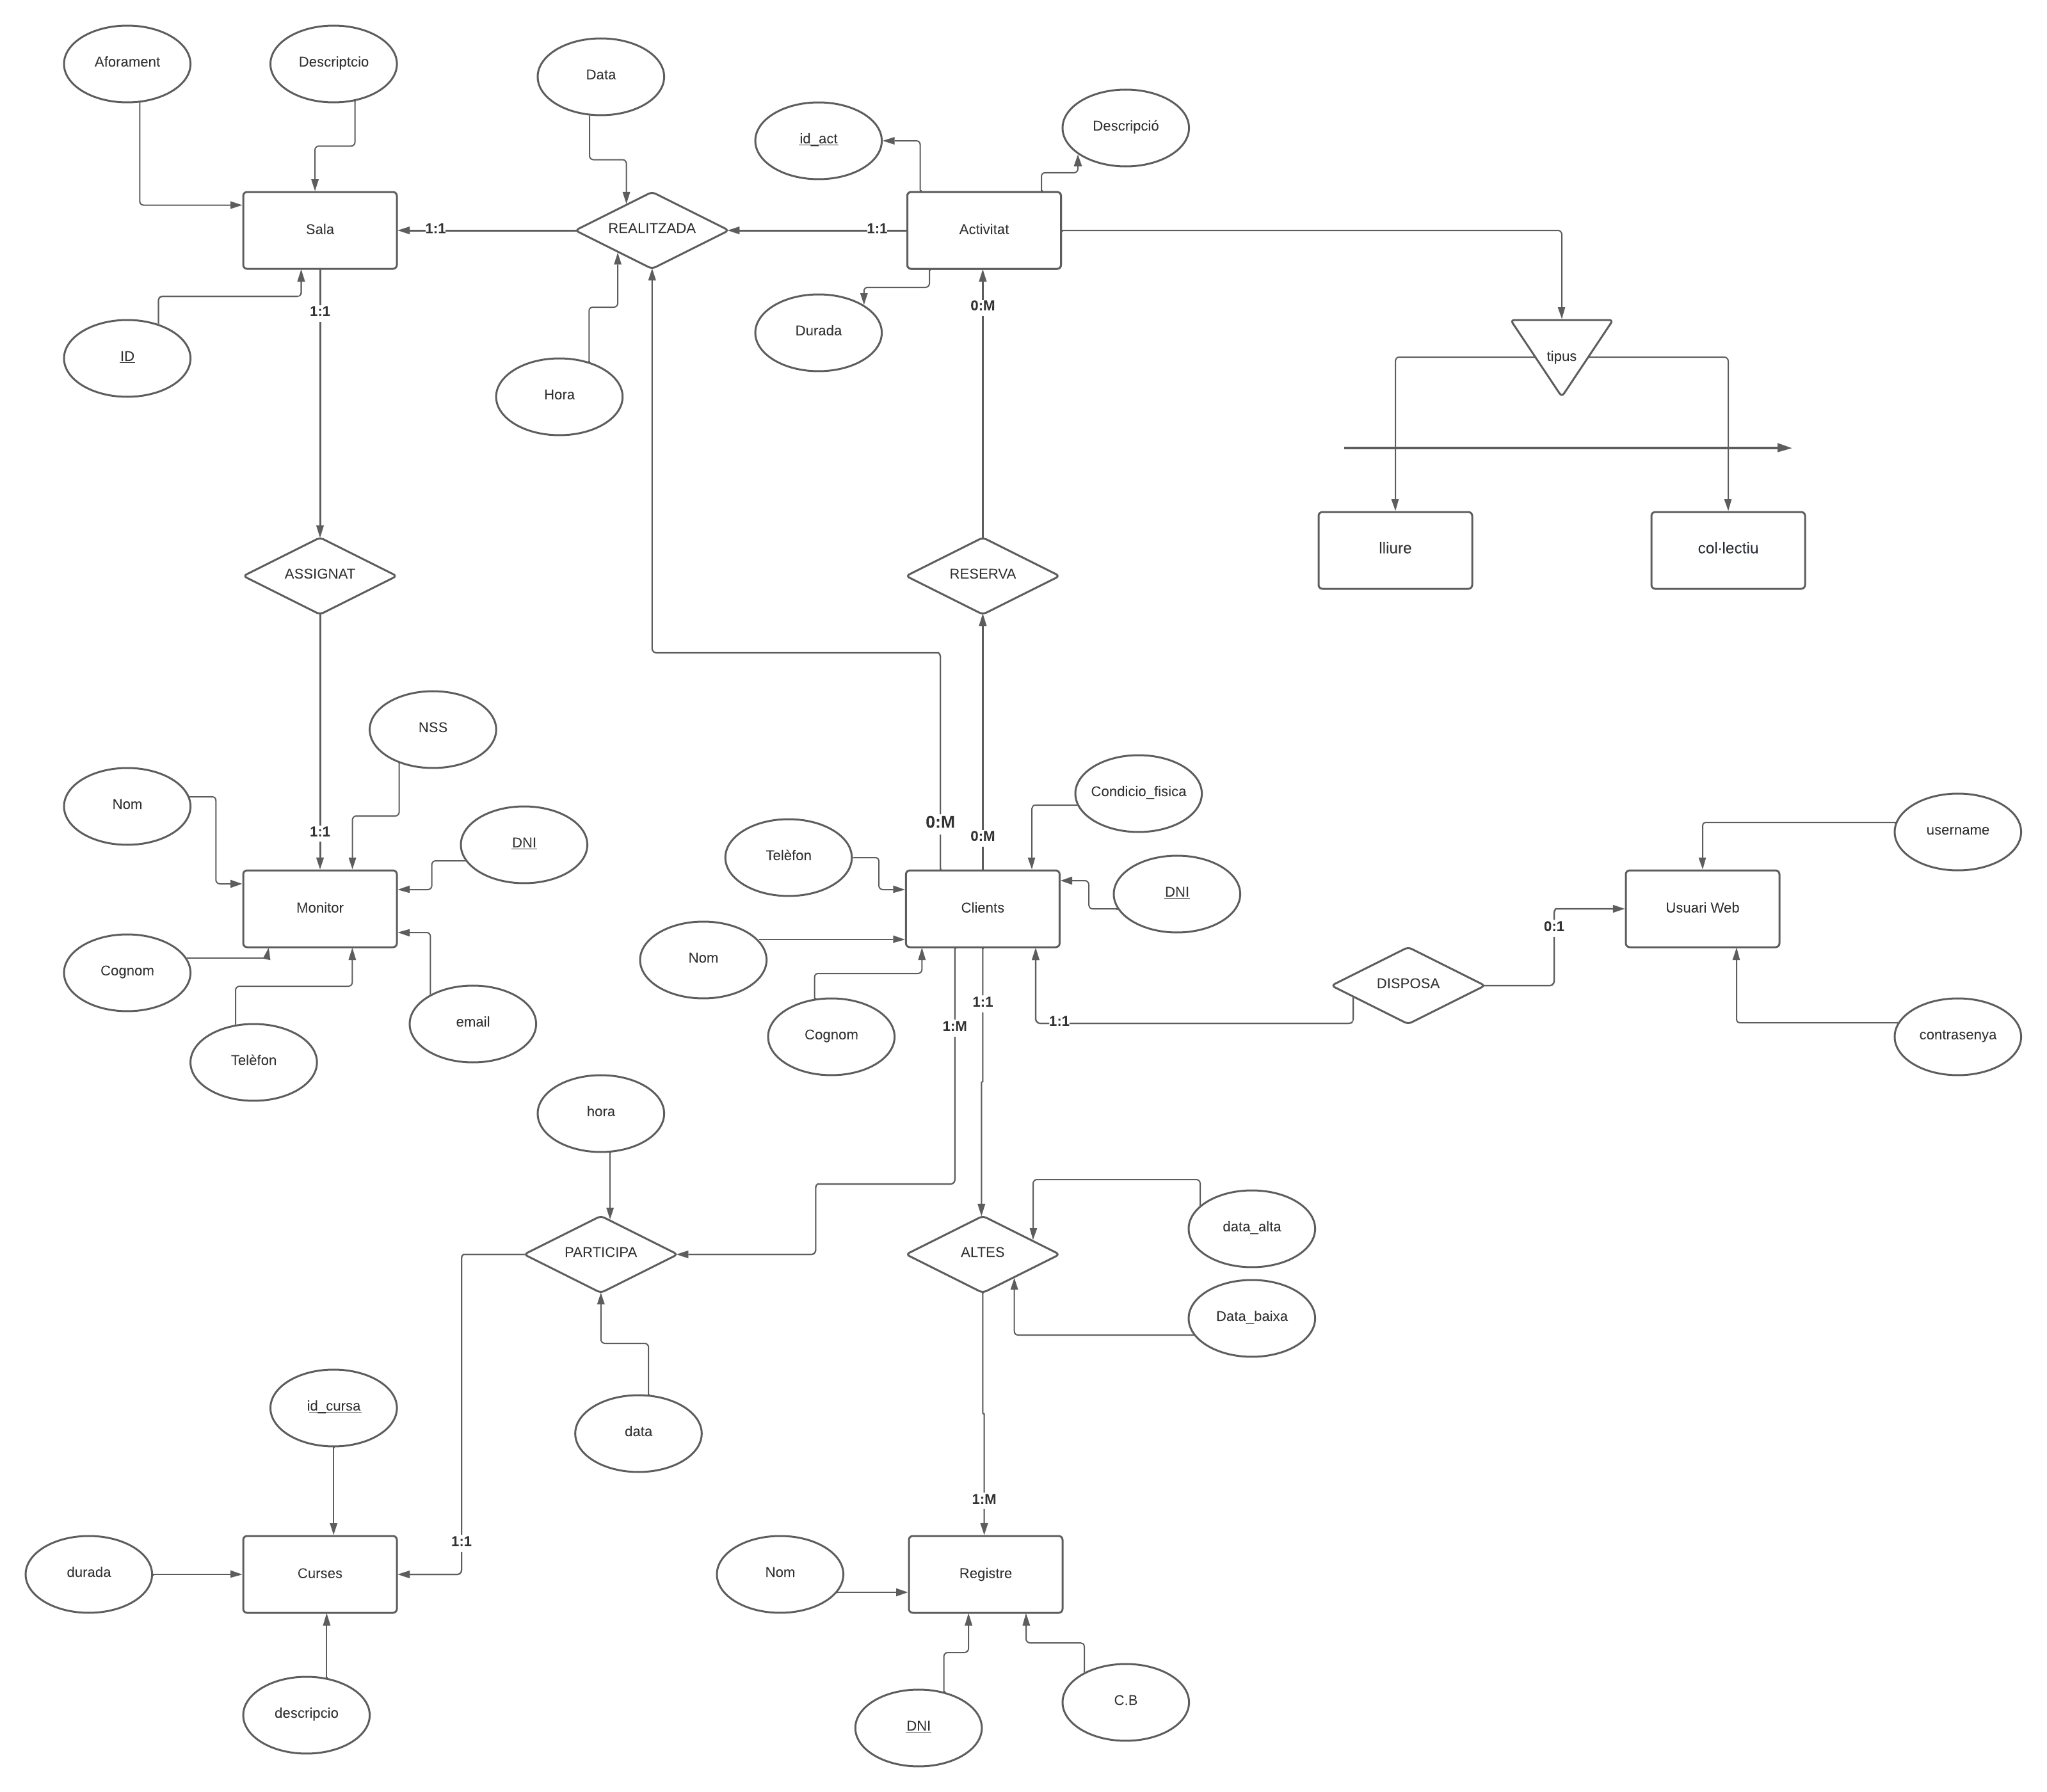 Aforament
Descriptcio
Data
id_act
Descripció
Sala
1:1
REALITZADA
1:1
Activitat
1:1
0:M
Durada
tipus
ID
Hora
lliure
col·lectiu
ASSIGNAT
RESERVA
NSS
Condicio_fisica
Nom
1:1
DNI
0:M
0:M
Telèfon
username
DNI
Monitor
Clients
Usuari Web
0:1
Cognom
Nom
DISPOSA
1:1
email
1:M
1:1
Cognom
contrasenya
Telèfon
hora
data_alta
PARTICIPA
ALTES
Data_baixa
id_cursa
data
1:M
1:1
durada
Curses
Nom
Registre
descripcio
DNI
C.B